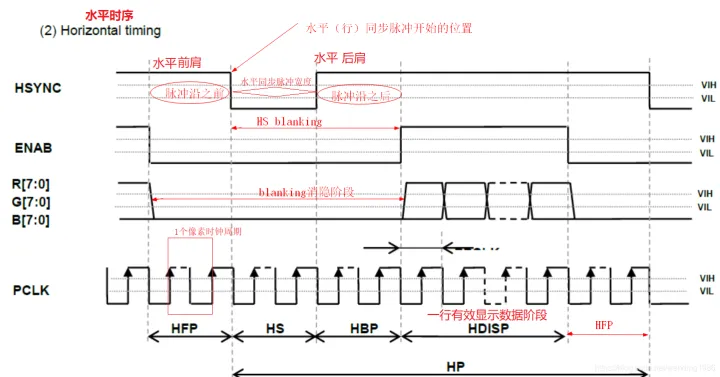 水平时序
(2) Horizontal timing
水平（行）同步脉冲开始的位置
水平前肩
水平 后肩
HSYNC
脉冲沿之前
水平同步脉冲宽度
脉冲沿之后
VIH
VIL
HS blanking
ENAB
VIH
VIL
R[7:0]
G[7:0]
B[7:0]
blanking消隐阶段
VIH
VIL
1个像素时钟周期
PCLK
VIH
VIL
一行有效显示数据阶段
HFP
HS
HBP
HDISP
HFP
HP